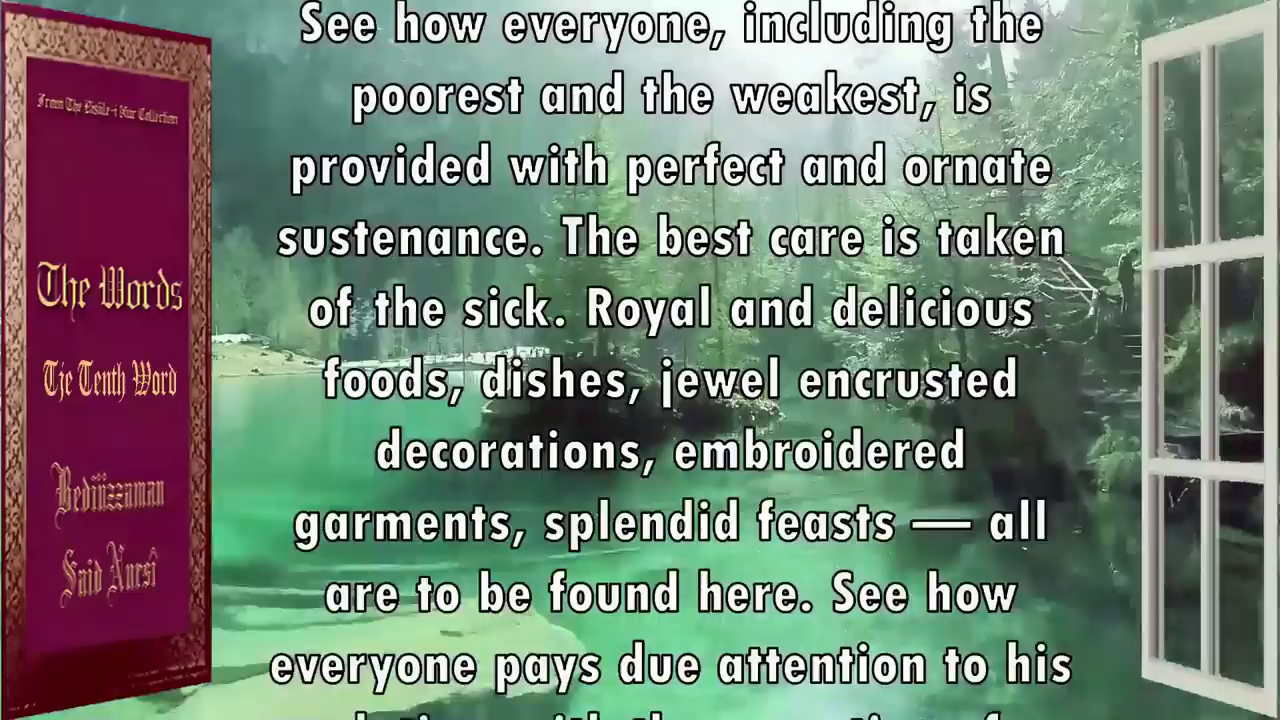 From The Risale-i Nur Collection
The Words
Tje Tenth Word
Bediüzzaman
Said Nursî
See how everyone, including the
poorest and the weakest, is
provided with perfect and ornate
sustenance. The best care is taken
of the sick. Royal and delicious
foods, dishes, jewel encrusted
decorations, embroidered
garments, splendid feasts — all
are to be found here. See how
everyone pays due attention to his